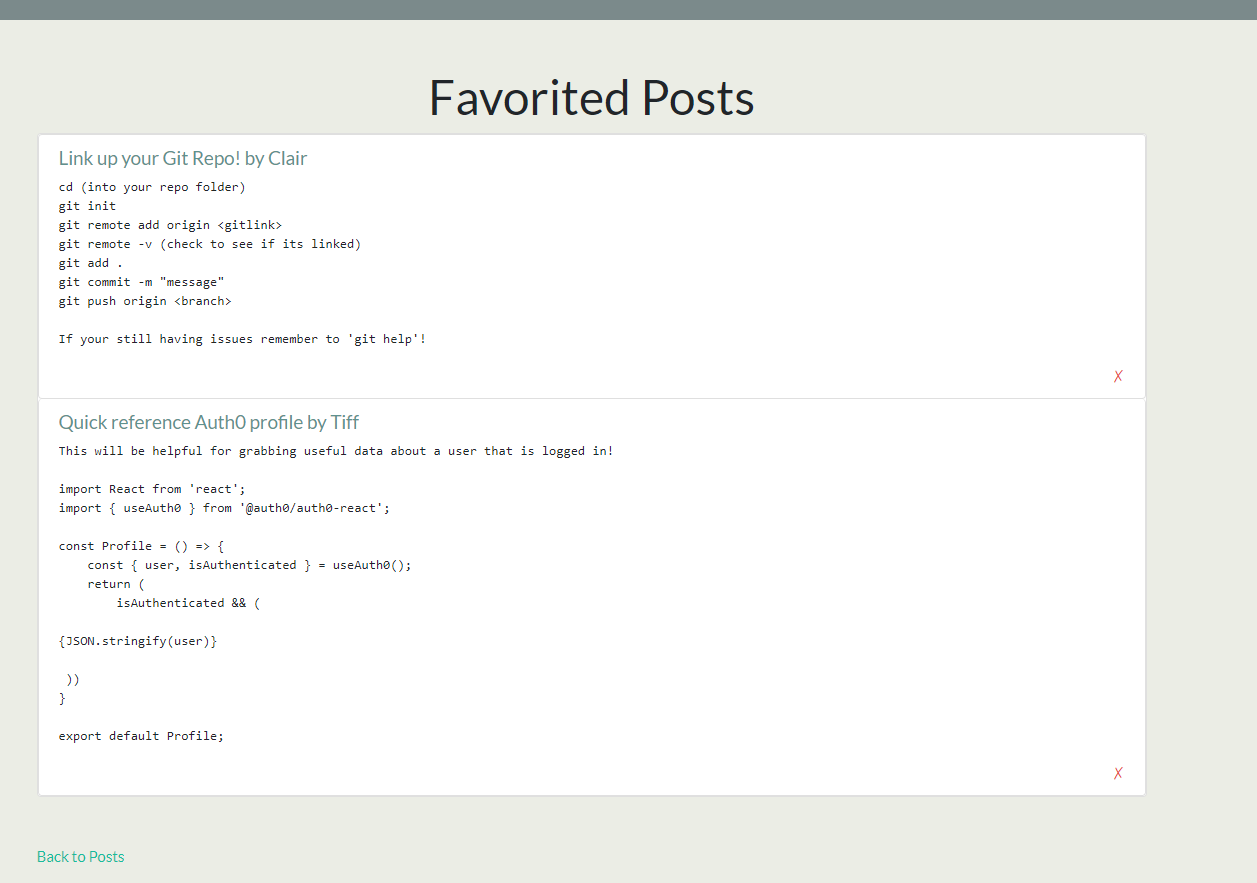 Favorited Posts
Link up your Git Repo! by Clair
cd (into your repo folder)
git init
git remote add origin <gitlink>
git remote -v (check to see if its linked)
git add .
git commit -m "message"
git push origin <branch>
If your still having issues remember to 'git help'!
X
Quick reference Auth0 profile by Tiff
This will be helpful for grabbing useful data about a user that is logged in!
import React from 'react';
import { useAuth0 } from '@auth0/auth0-react';
const Profile = () => {
    const { user, isAuthenticated } = useAuth0();
    return (
        isAuthenticated && (
{JSON.stringify(user)}
 ))
}
export default Profile;
X
Back to Posts